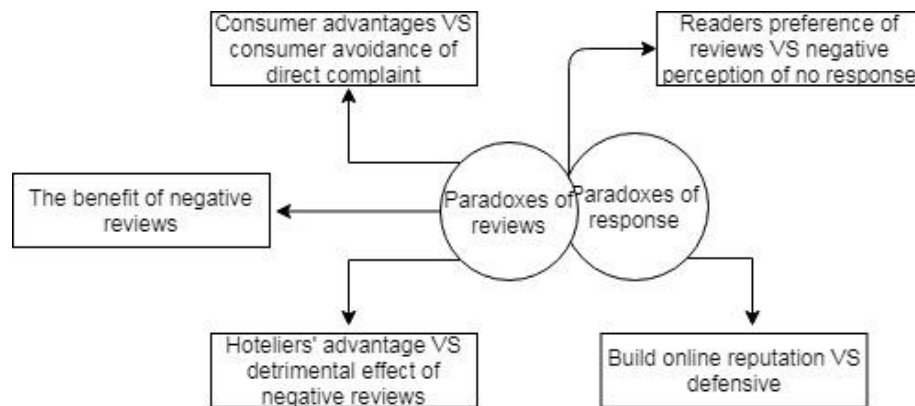 Consumer advantages VS
consumer avoidance of
direct complaint
Readers preference of
reviews VS negative
perception of no response
The benefit of negative
reviews
Paradoxes of
reviews
Paradoxes of
response
Hoteliers' advantage VS
detrimental effect of
negative reviews
Build online reputation VS
defensive